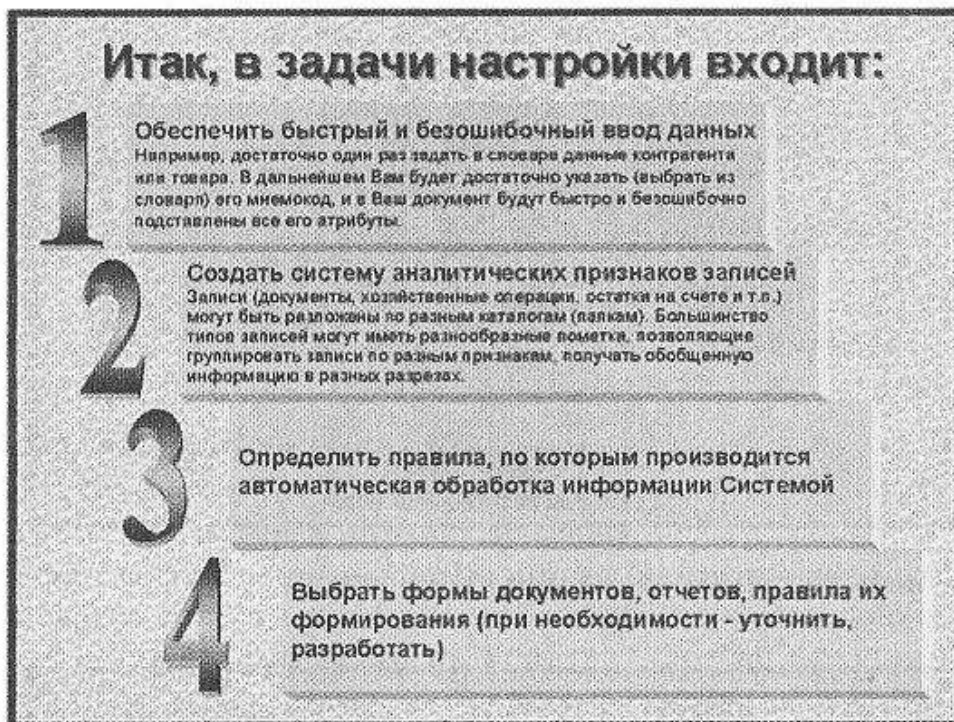 Итак, в задачи настройки входит:
1
Обеспечить быстрый и безошибочный ввод данных
Например, достаточно один раз задать в словаре данные контрагента
или товара. В дальнейшем Вам будет достаточно указать (выбрать из
словаря) его мнемокод, и в Ваш документ будут быстро и безошибочно
подставлены все его атрибуты.
2
Создать систему аналитических признаков записей
Записи (документы, хозяйственные операции, остатки на счете и т.п.)
могут быть разложены по разным каталогам (папкам). Большинство
типов записей могут иметь разнообразные пометки, позволяющие
группировать записи по разным признакам, получать обобщенную
информацию в разных разрезах.
3
Определить правила, по которым производится
автоматическая обработка информации Системой
4
Выбрать формы документов, отчетов, правила их
формирования (при необходимости - уточнить,
разработать)